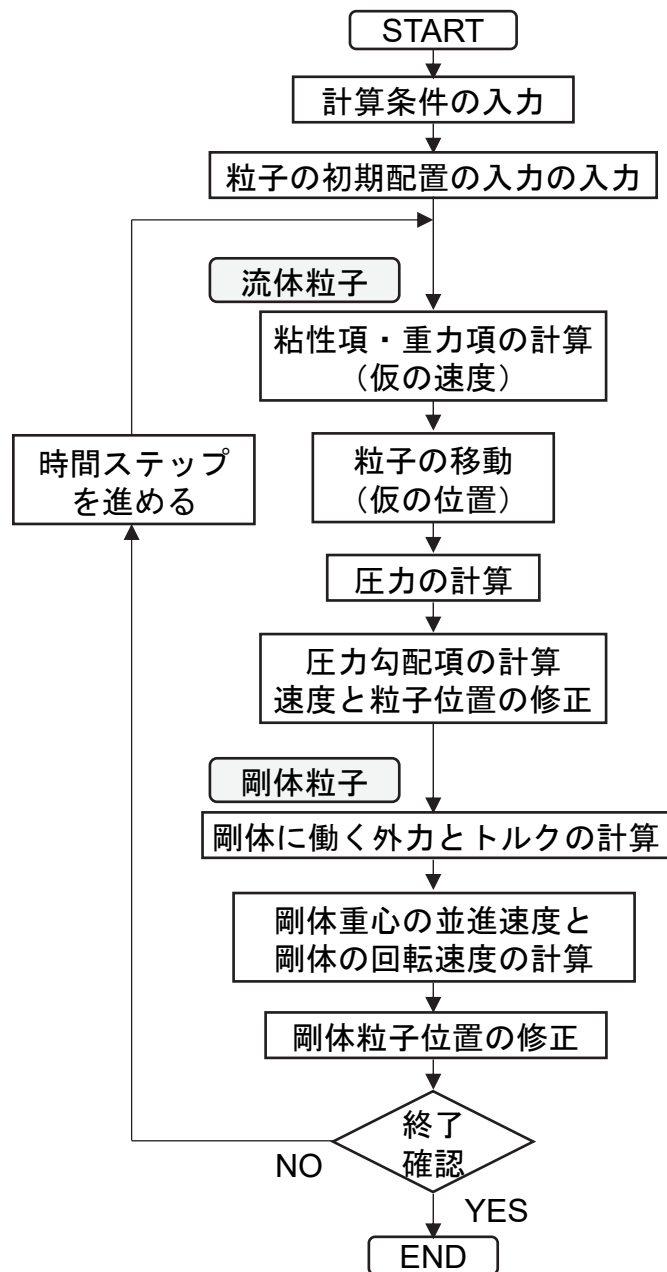 START
計算条件の入力
粒子の初期配置の入力の入力
流体粒子
粘性項・重力項の計算
（仮の速度）
時間ステップ
を進める
粒子の移動
（仮の位置）
圧力の計算
圧力勾配項の計算
速度と粒子位置の修正
剛体粒子
剛体に働く外力とトルクの計算
剛体重心の並進速度と
剛体の回転速度の計算
剛体粒子位置の修正
終了
確認
NO
YES
END